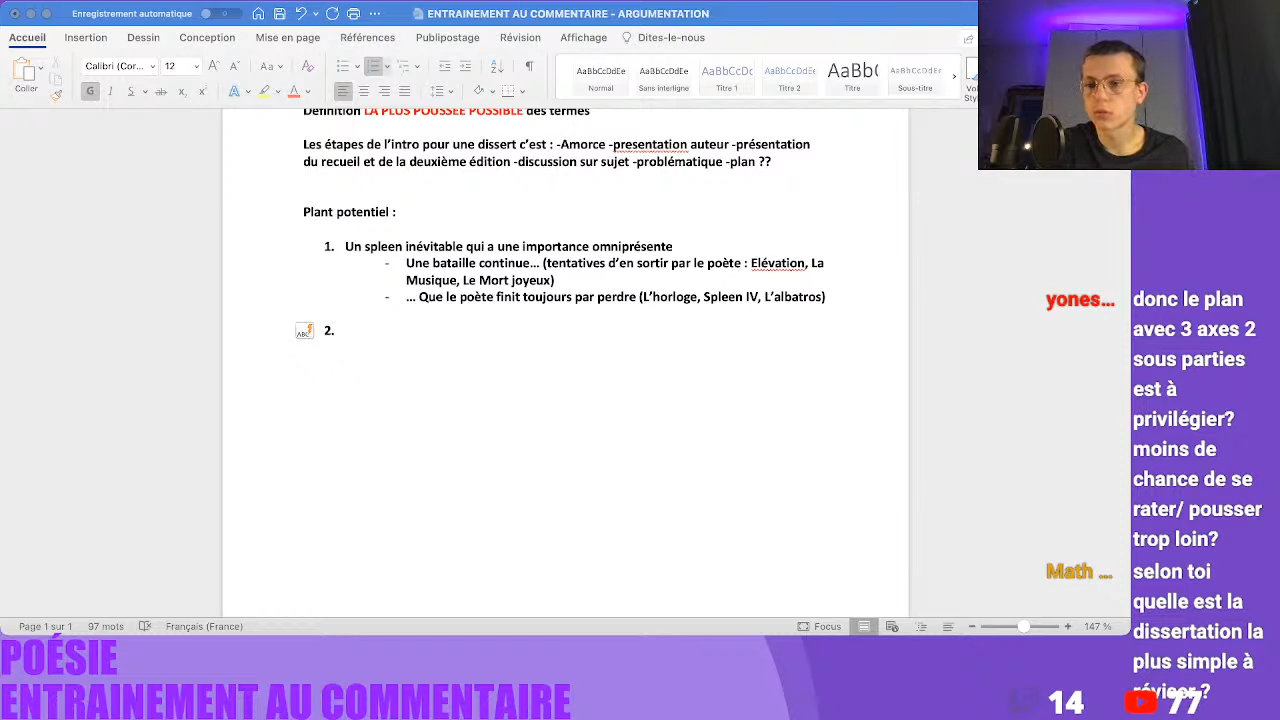 Enregistrement automatique
ENTRAINEMENT AU COMMENTAIRE - ARGUMENTATION
Accueil Insertion Dessin Conception Mise en page Références Publipostage Révision Affichage Dites-le-nous
Calibri (Cor... 12
Coller
G I S x x A A
AaBbCcDdEe AaBbCcDdEe AaBbCcDc AaBbCcDdEe AaBb( AaBbCcDdEe
Normal Sans interligne Titre 1 Titre 2 Titre Sous-titre
Définition LA PLUS POUSSEE POSSIBLE des termes
Les étapes de l'intro pour une dissert c'est : -Amorce -presentation auteur -présentation
du recueil et de la deuxième édition -discussion sur sujet -problématique -plan ??
Plant potentiel :
1. Un spleen inévitable qui a une importance omniprésente
- Une bataille continue… (tentatives d'en sortir par le poète : Elévation, La
Musique, Le Mort joyeux)
- … Que le poète finit toujours par perdre (L'horloge, Spleen IV, L'albatros)
2.
yones…
donc le plan
avec 3 axes 2
sous parties
est à
privilégier?
moins de
chance de se
rater/ pousser
trop loin?
Math …
selon toi
quelle est la
dissertation la
plus simple à
réviser ?
Page 1 sur 1 97 mots Français (France) Focus 147 %
POÉSIE
ENTRAINEMENT AU COMMENTAIRE
14 77